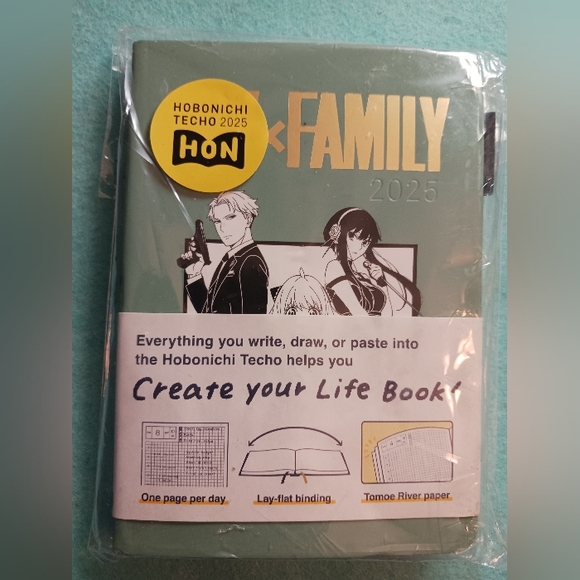 HOBONICHI
TECHO 2025
HON
×FAMILY
2025
Everything you write, draw, or paste into
the Hobonichi Techo helps you
Create your Life Book!
One page per day
Lay-flat binding
Tomoe River paper